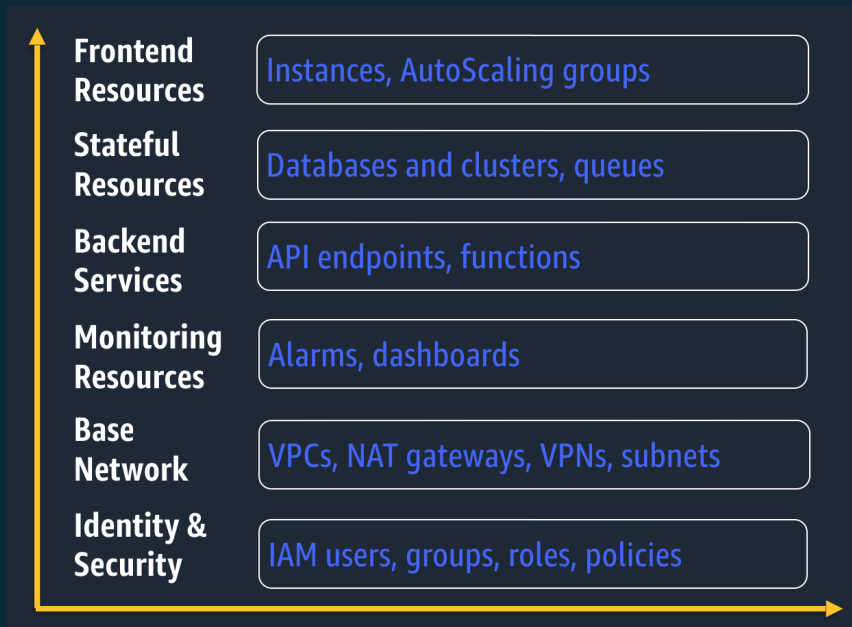 Frontend
Resources
Instances, AutoScaling groups
Stateful
Resources
Databases and clusters, queues
Backend
Services
API endpoints, functions
Monitoring
Resources
Alarms, dashboards
Base
Network
VPCs, NAT gateways, VPNs, subnets
Identity &
Security
IAM users, groups, roles, policies